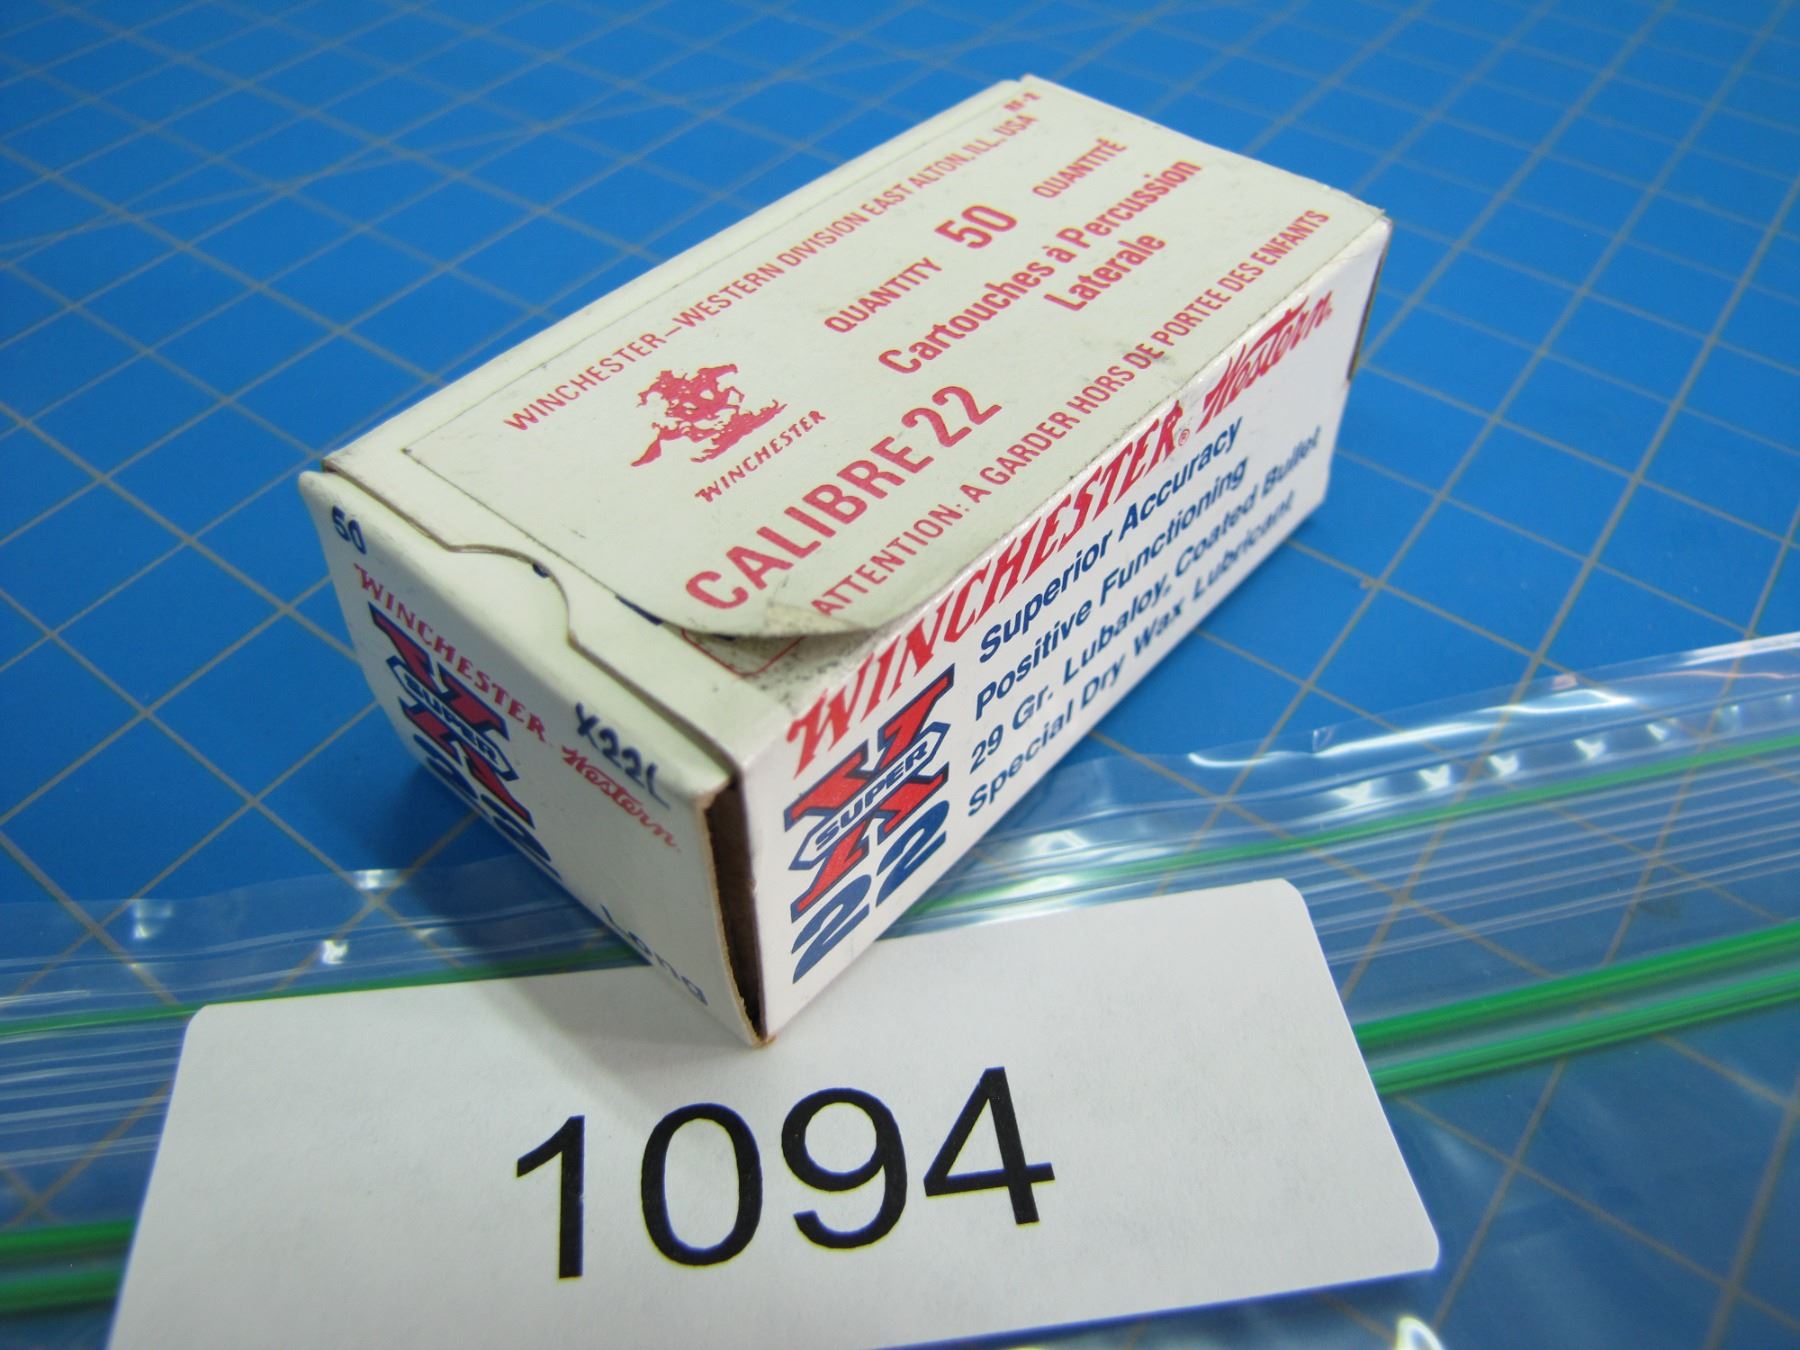 WINCHESTER–WESTERN DIVISION EAST ALTON, ILL., USA
WINCHESTER
QUANTITY 50 QUANTITÉ
Cartouches à Percussion
Laterale
CALIBRE 22
ATTENTION: A GARDER HORS DE PORTEE DES ENFANTS
50
X22L
WINCHESTER Western
SUPER
X
22
Long
WINCHESTER® Western.
SUPER
X
22
Superior Accuracy
Positive Functioning
29 Gr. Lubaloy, Coated Bullet
Special Dry Wax Lubricant
1094